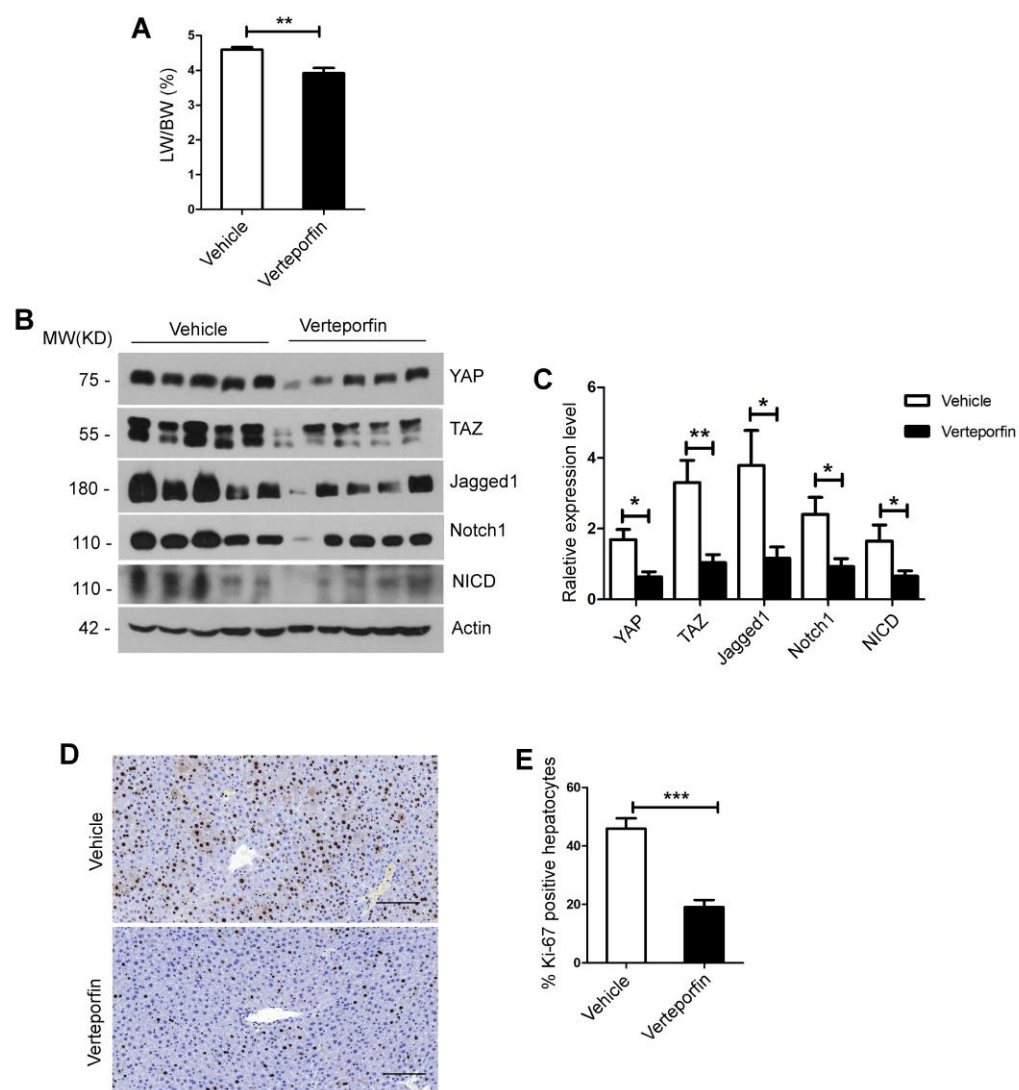 A
**
LW/BW (%)
5
4
3
2
1
0
Vehicle
Verteporfin
B
MW(KD)
Vehicle
Verteporfin
75 -
YAP
55 -
TAZ
180 -
Jagged1
110 -
Notch1
110 -
NICD
42 -
Actin
C
Raletive expression level
6
4
2
0
*
**
*
*
*
Vehicle
Verteporfin
YAP
TAZ
Jagged1
Notch1
NICD
D
Vehicle
Verteporfin
E
***
% Ki-67 positive hepatocytes
60
40
20
0
Vehicle
Verteporfin